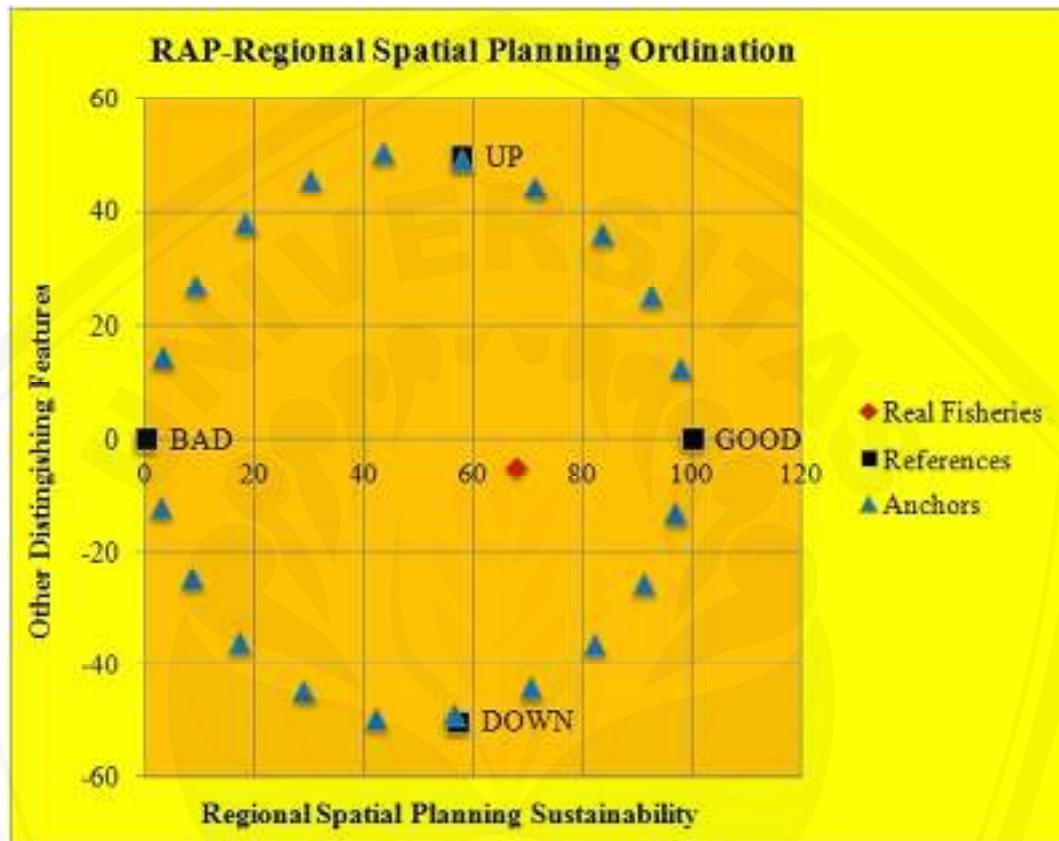 RAP-Regional Spatial Planning Ordination
60
UP
40
20
0
BAD
GOOD
0 20 40 60 80 100 120
-20
-40
DOWN
-60
Other Distinguishing Features
Regional Spatial Planning Sustainability
Real Fisheries
References
Anchors
UNIVERSITAS